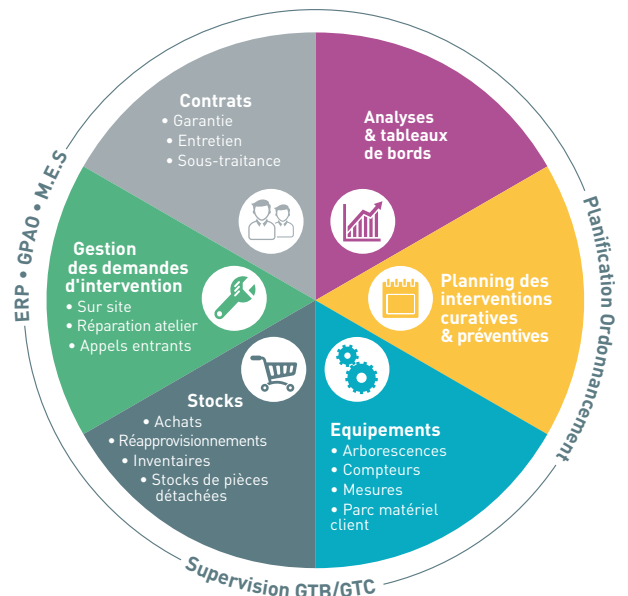 Contrats
• Garantie
• Entretien
• Sous-traitance
Analyses
& tableaux
de bords
Planning des
interventions
curatives
& préventives
Equipements
• Arborescences
• Compteurs
• Mesures
• Parc matériel
client
Stocks
• Achats
• Réapprovisionnements
• Inventaires
• Stocks de pièces
détachées
Gestion
des demandes
d'intervention
• Sur site
• Réparation atelier
• Appels entrants
ERP • GPAO • M.E.S
Planification Ordonnancement
Supervision GTB/GTC